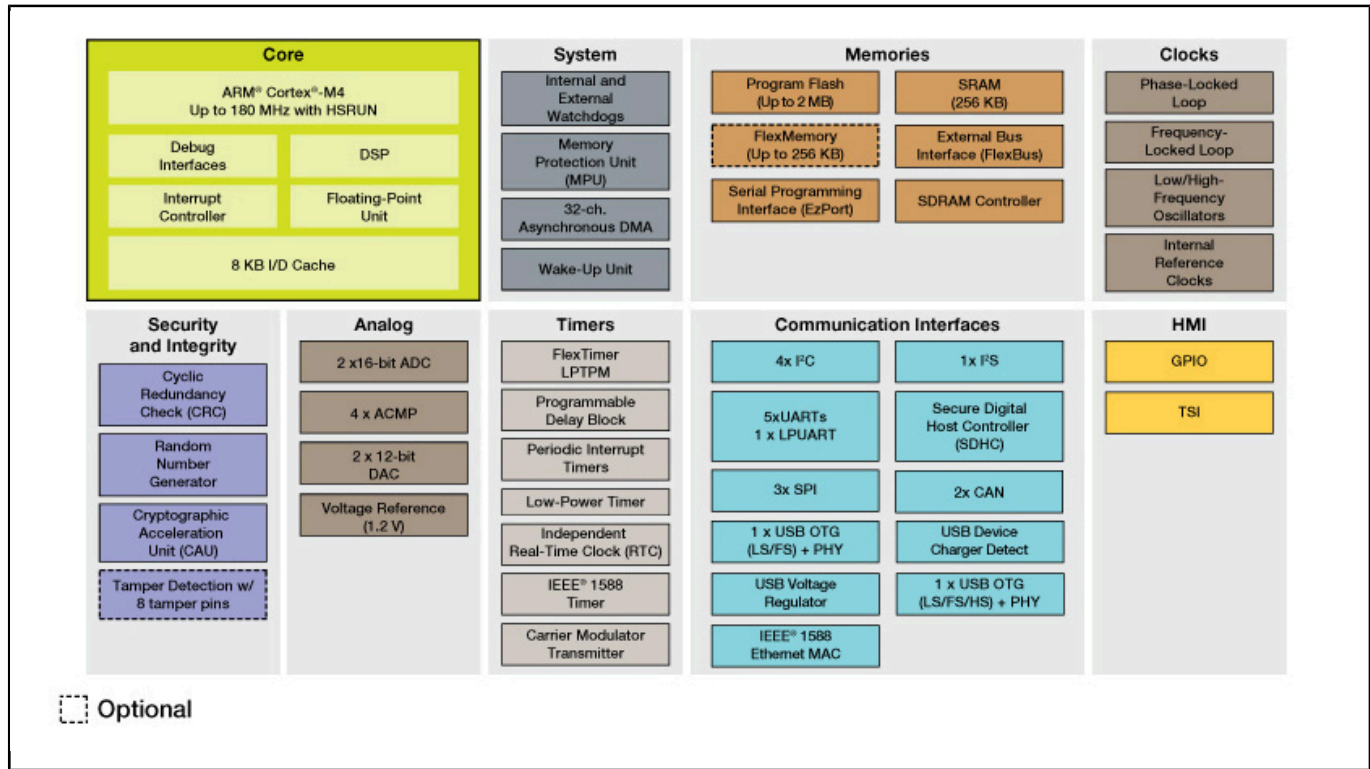 Core
ARM® Cortex®-M4
Up to 180 MHz with HSRUN
Debug
Interfaces
DSP
Interrupt
Controller
Floating-Point
Unit
8 KB I/D Cache
System
Internal and
External
Watchdogs
Memory
Protection Unit
(MPU)
32-ch.
Asynchronous DMA
Wake-Up Unit
Memories
Program Flash
(Up to 2 MB)
SRAM
(256 KB)
FlexMemory
(Up to 256 KB)
External Bus
Interface (FlexBus)
Serial Programming
Interface (EzPort)
SDRAM Controller
Clocks
Phase-Locked
Loop
Frequency-
Locked Loop
Low/High-
Frequency
Oscillators
Internal
Reference
Clocks
Security
and Integrity
Cyclic
Redundancy
Check (CRC)
Random
Number
Generator
Cryptographic
Acceleration
Unit (CAU)
Tamper Detection w/
8 tamper pins
Analog
2 x16-bit ADC
4 x ACMP
2 x 12-bit
DAC
Voltage Reference
(1.2 V)
Timers
FlexTimer
LPTPM
Programmable
Delay Block
Periodic Interrupt
Timers
Low-Power Timer
Independent
Real-Time Clock (RTC)
IEEE® 1588
Timer
Carrier Modulator
Transmitter
Communication Interfaces
4x I²C
1x I²S
5xUARTs
1 x LPUART
Secure Digital
Host Controller
(SDHC)
3x SPI
2x CAN
1 x USB OTG
(LS/FS) + PHY
USB Device
Charger Detect
USB Voltage
Regulator
1 x USB OTG
(LS/FS/HS) + PHY
IEEE® 1588
Ethernet MAC
HMI
GPIO
TSI
Optional